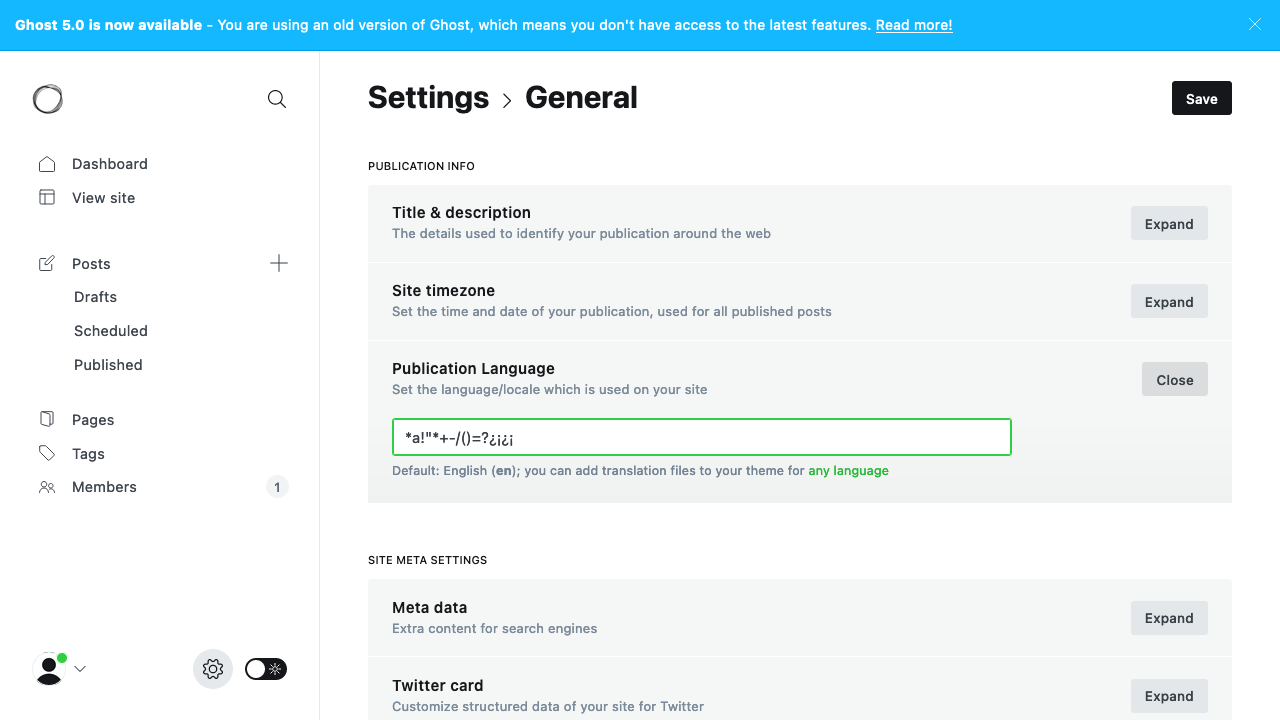 Ghost 5.0 is now available - You are using an old version of Ghost, which means you don't have access to the latest features. Read more!
Settings > General
Save
Dashboard
View site
Posts
Drafts
Scheduled
Published
Pages
Tags
Members
1
PUBLICATION INFO
Title & description
The details used to identify your publication around the web
Expand
Site timezone
Set the time and date of your publication, used for all published posts
Expand
Publication Language
Set the language/locale which is used on your site
Close
*a!"*+-/()=?¿¡¿¡
Default: English (en); you can add translation files to your theme for any language
SITE META SETTINGS
Meta data
Extra content for search engines
Expand
Twitter card
Customize structured data of your site for Twitter
Expand